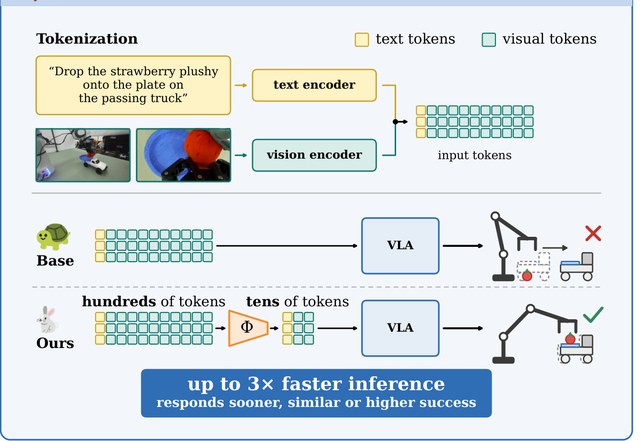 Tokenization
text tokens
visual tokens
“Drop the strawberry plushy
onto the plate on
the passing truck”
text encoder
vision encoder
input tokens
Base
VLA
hundreds of tokens
tens of tokens
Ours
Φ
VLA
up to 3× faster inference
responds sooner, similar or higher success